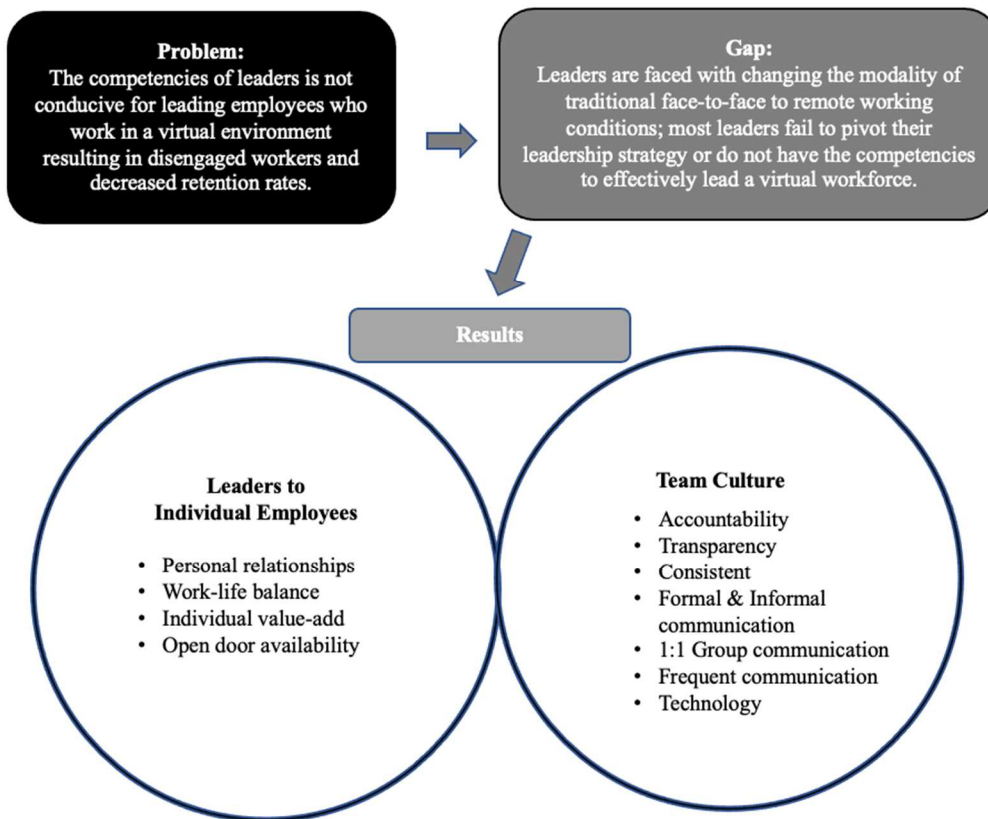 Problem:
The competencies of leaders is not
conducive for leading employees who
work in a virtual environment
resulting in disengaged workers and
decreased retention rates.
Gap:
Leaders are faced with changing the modality of
traditional face-to-face to remote working
conditions; most leaders fail to pivot their
leadership strategy or do not have the competencies
to effectively lead a virtual workforce.
Results
Leaders to
Individual Employees
• Personal relationships
• Work-life balance
• Individual value-add
• Open door availability
Team Culture
• Accountability
• Transparency
• Consistent
• Formal & Informal
communication
• 1:1 Group communication
• Frequent communication
• Technology